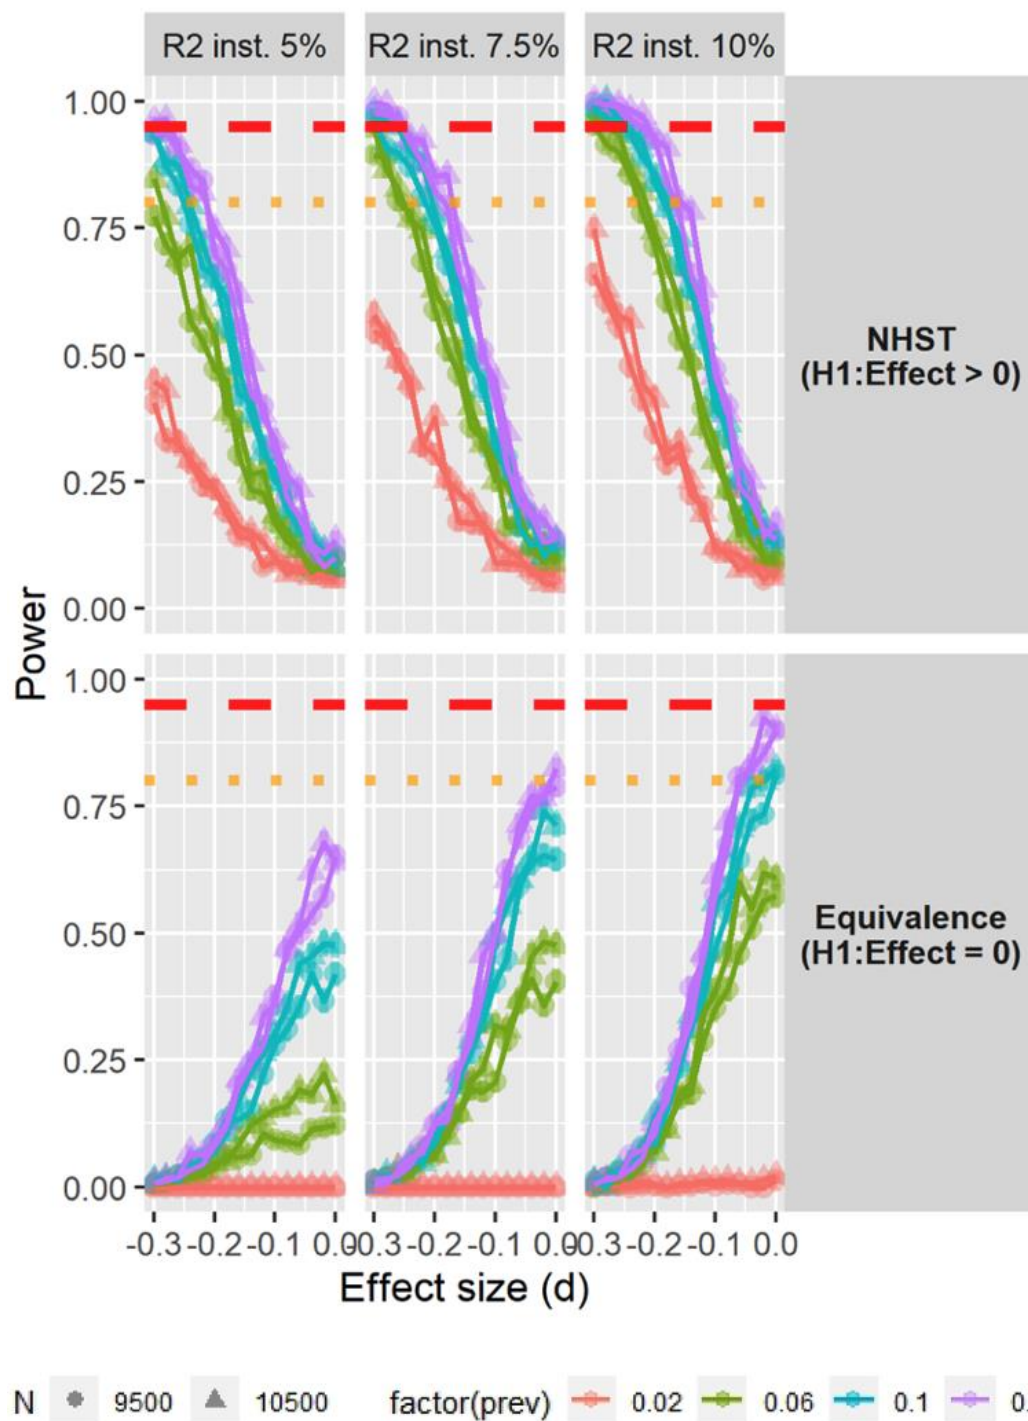 R2 inst. 5% R2 inst. 7.5% R2 inst. 10%
1.00
0.75
0.50
0.25
0.00
NHST
(H1:Effect > 0)
Power
1.00
0.75
0.50
0.25
0.00
Equivalence
(H1:Effect = 0)
-0.3 -0.2 -0.1 0.0 -0.3 -0.2 -0.1 0.0 -0.3 -0.2 -0.1 0.0
Effect size (d)
N 9500 10500 factor(prev) 0.02 0.06 0.1